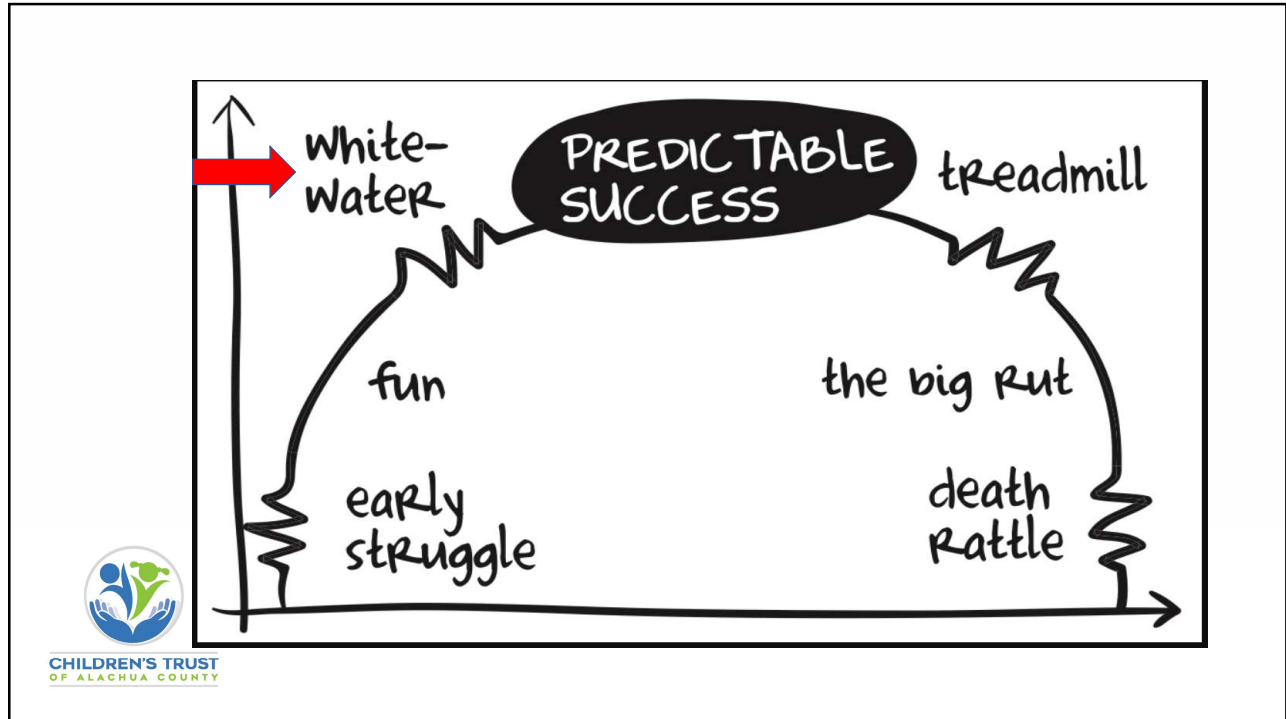 White-
Water
PREDICTABLE
SUCCESS
treadmill
fun
the big Rut
early
struggle
death
Rattle
CHILDREN'S TRUST
OF ALACHUA COUNTY